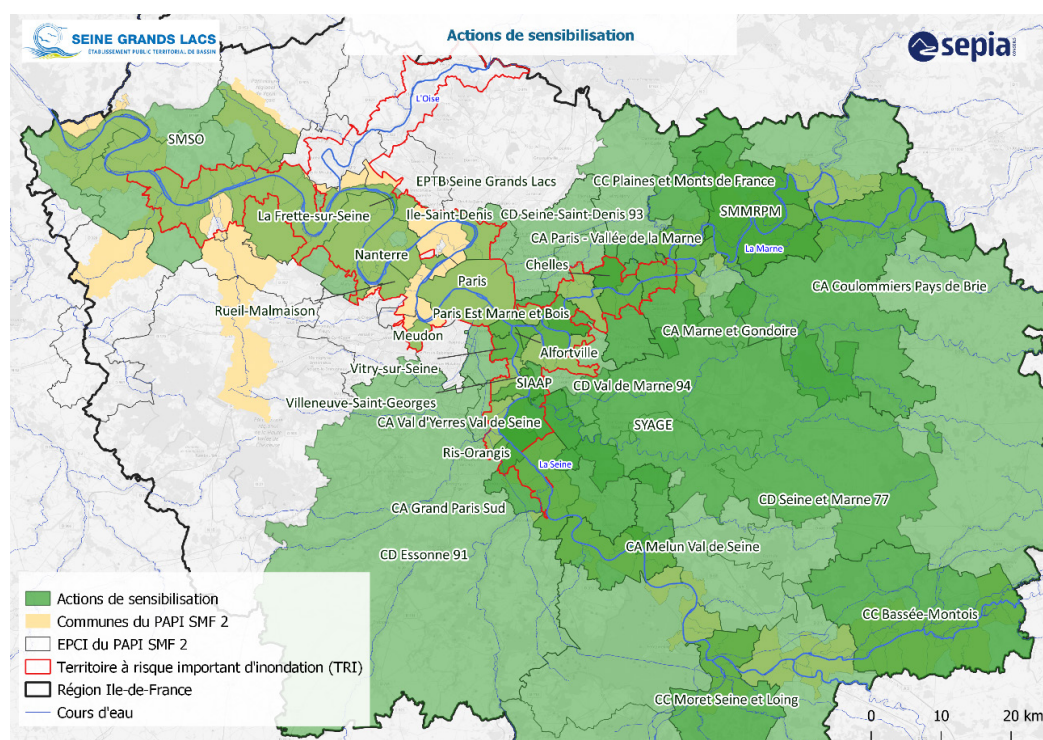 SEINE GRANDS LACS
ÉTABLISSEMENT PUBLIC TERRITORIAL DE BASSIN
Actions de sensibilisation
sepia
CONSEILS
L'Oise
SMSO
EPTB Seine Grands Lacs
CC Plaines et Monts de France
La Frette-sur-Seine
Ile-Saint-Denis
CD Seine-Saint-Denis 93
SMMRPM
CA Paris - Vallée de la Marne
La Marne
Nanterre
Chelles
Paris
CA Coulommiers Pays de Brie
Rueil-Malmaison
Paris Est Marne et Bois
Meudon
CA Marne et Gondoire
Alfortville
Vitry-sur-Seine
SIAAP
CD Val de Marne 94
Villeneuve-Saint-Georges
CA Val d'Yerres Val de Seine
SYAGE
Ris-Orangis
La Seine
CD Seine et Marne 77
CA Grand Paris Sud
CD Essonne 91
CA Melun Val de Seine
CC Bassée-Montois
CC Moret Seine et Loing
Actions de sensibilisation
Communes du PAPI SMF 2
EPCI du PAPI SMF 2
Territoire à risque important d'inondation (TRI)
Région Ile-de-France
Cours d'eau
0 10 20 km